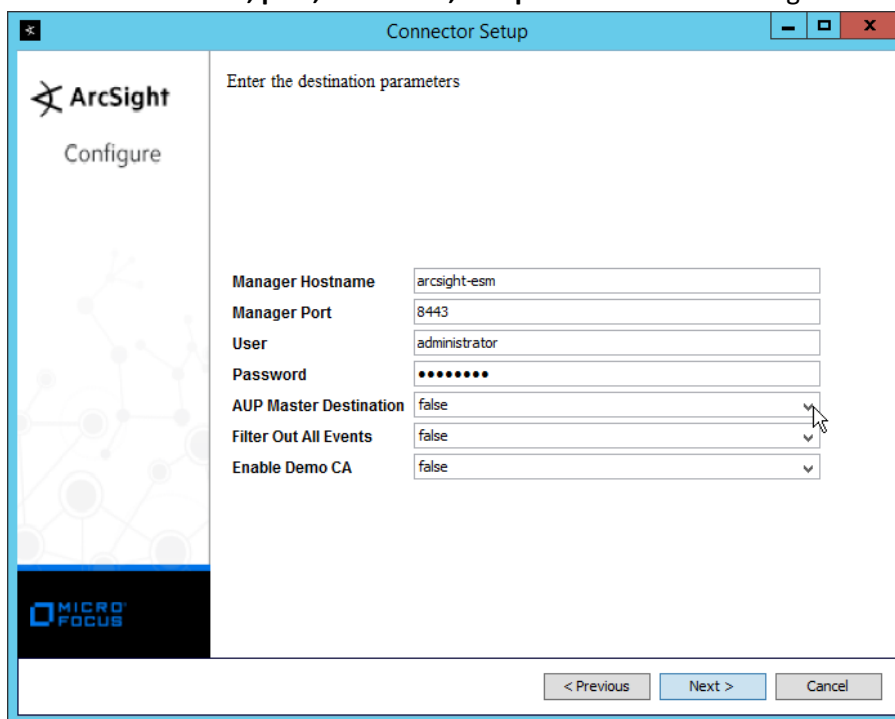 Connector Setup
ArcSight
Configure
Enter the destination parameters
Manager Hostname arcsight-esm
Manager Port 8443
User administrator
Password ••••••••
AUP Master Destination false
Filter Out All Events false
Enable Demo CA false
MICRO
FOCUS
< Previous Next > Cancel